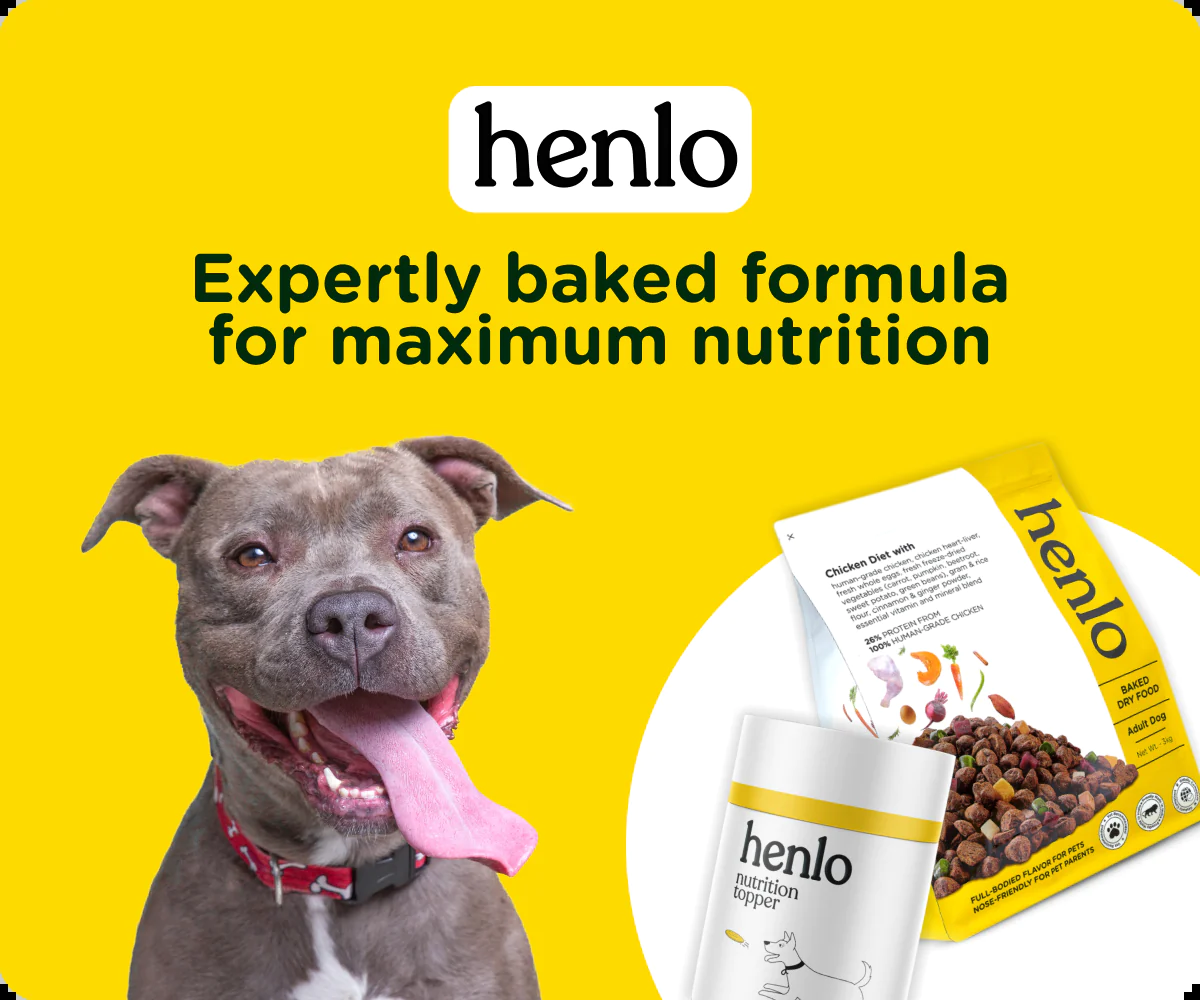 henlo
Expertly baked formula
for maximum nutrition
Chicken Diet with
human-grade chicken, chicken heart-liver,
fresh whole eggs, fresh freeze-dried
vegetables (carrot, pumpkin, beetroot,
sweet potato, green beans), gram & rice
flour, cinnamon & ginger powder,
essential vitamin and mineral blend
26% PROTEIN FROM
100% HUMAN-GRADE CHICKEN
henlo
BAKED
DRY FOOD
Adult Dog
Net Wt. - 3kg
FULL-BODIED FLAVOR FOR PETS
NOSE-FRIENDLY FOR PET PARENTS
henlo
nutrition
topper